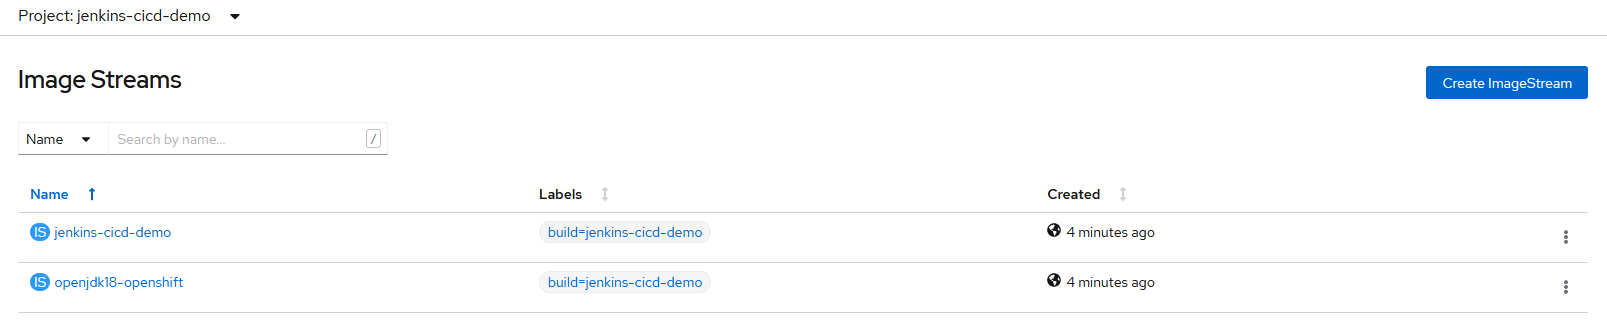 Project: jenkins-cicd-demo
Image Streams
Create ImageStream
Name Search by name... /
Name Labels Created
IS jenkins-cicd-demo build=jenkins-cicd-demo 4 minutes ago
IS openjdk18-openshift build=jenkins-cicd-demo 4 minutes ago